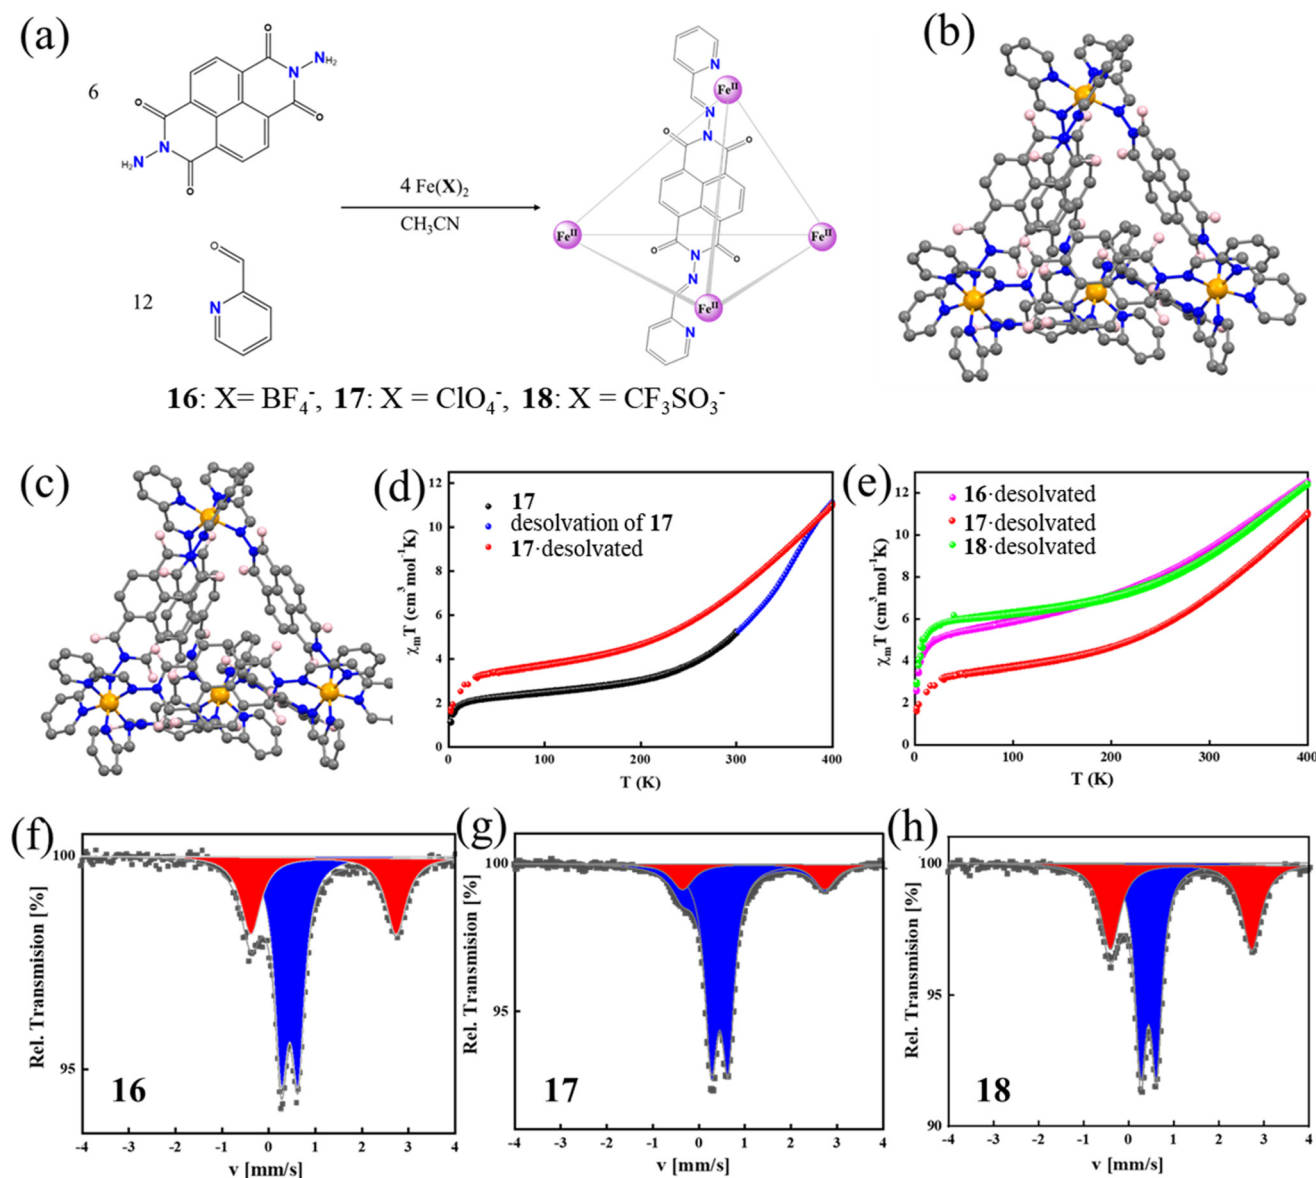 (a)
6
O
O
N
NH₂
O
N
O
H₂N
O
12
N
4 Fe(X)₂
CH₃CN
N
Feᴵᴵ
N
N
O
O
Feᴵᴵ
Feᴵᴵ
O
O
N
N
Feᴵᴵ
N
16: X= BF₄⁻, 17: X = ClO₄⁻, 18: X = CF₃SO₃⁻
(b)
(c)
(d)
17
desolvation of 17
17·desolvated
χₘT (cm³ mol⁻¹K)
12
10
8
6
4
2
0
0
100
200
300
400
T (K)
(e)
16·desolvated
17·desolvated
18·desolvated
χₘT (cm³ mol⁻¹K)
12
10
8
6
4
2
0
0
100
200
300
400
T (K)
(f)
Rel. Transmision [%]
100
95
16
-4 -3 -2 -1 0 1 2 3 4
v [mm/s]
(g)
Rel. Transmision [%]
100
95
17
-4 -3 -2 -1 0 1 2 3 4
v [mm/s]
(h)
Rel. Transmision [%]
100
95
90
18
-4 -3 -2 -1 0 1 2 3 4
v [mm/s]